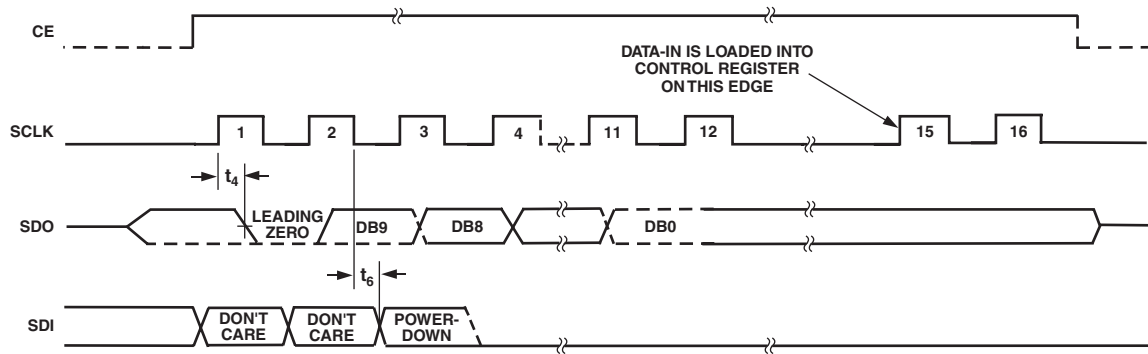 CE
DATA-IN IS LOADED INTO
CONTROL REGISTER
ON THIS EDGE
SCLK
1 2 3 4 11 12 15 16
t4
SDO
LEADING
ZERO
DB9 DB8 DB0
t6
SDI
DON'T
CARE
DON'T
CARE
POWER-
DOWN